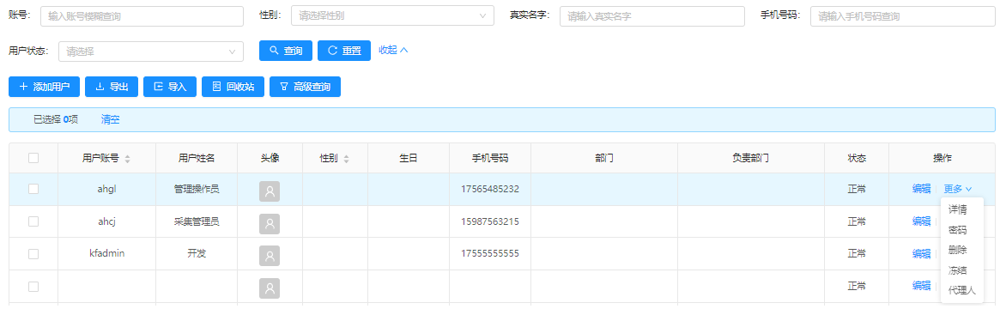 账号： 输入账号模糊查询 性别： 请选择性别 真实名字： 请输入真实名字 手机号码： 请输入手机号码查询
用户状态： 请选择 查询 重置 收起
添加用户 导出 导入 回收站 高级查询
已选择 0项 清空
用户账号 用户姓名 头像 性别 生日 手机号码 部门 负责部门 状态 操作
ahgl 管理操作员 17565485232 正常 编辑 更多
详情
ahcj 采集管理员 15987563215 正常 编辑
密码
删除
kfadmin 开发 17555555555 正常 编辑
冻结
正常 编辑
代理人